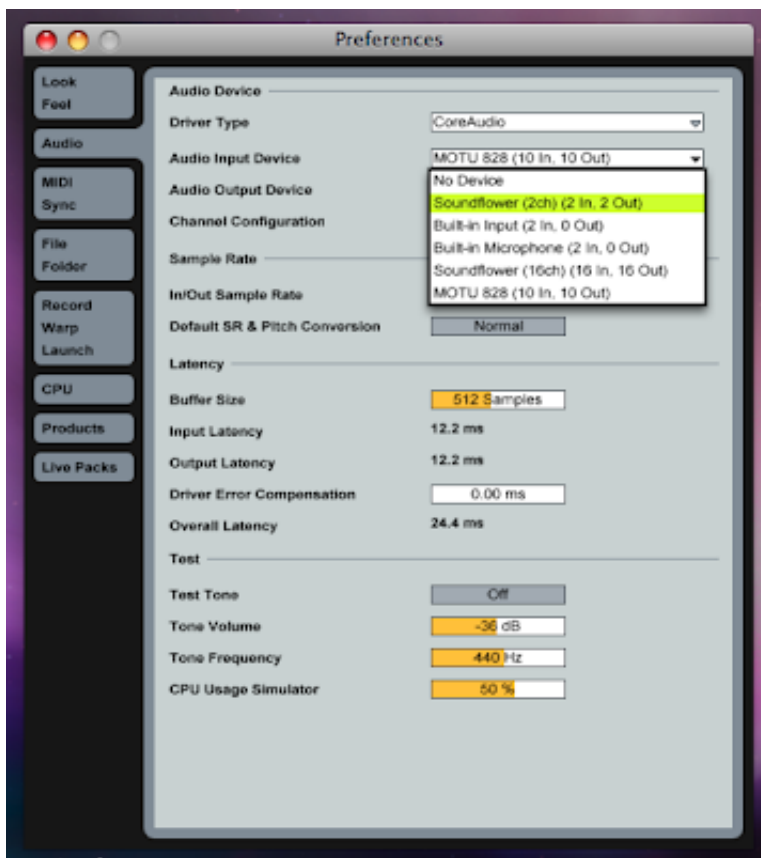 Preferences
Look
Feel
Audio
MIDI
Sync
File
Folder
Record
Warp
Launch
CPU
Products
Live Packs
Audio Device
Driver Type CoreAudio
Audio Input Device MOTU 828 (10 In, 10 Out)
No Device
Audio Output Device
Soundflower (2ch) (2 In, 2 Out)
Channel Configuration
Built-in Input (2 In, 0 Out)
Built-in Microphone (2 In, 0 Out)
Sample Rate
Soundflower (16ch) (16 In, 16 Out)
In/Out Sample Rate
MOTU 828 (10 In, 10 Out)
Default SR & Pitch Conversion Normal
Latency
Buffer Size 512 Samples
Input Latency 12.2 ms
Output Latency 12.2 ms
Driver Error Compensation 0.00 ms
Overall Latency 24.4 ms
Test
Test Tone Off
Tone Volume -36 dB
Tone Frequency 440 Hz
CPU Usage Simulator 50 %